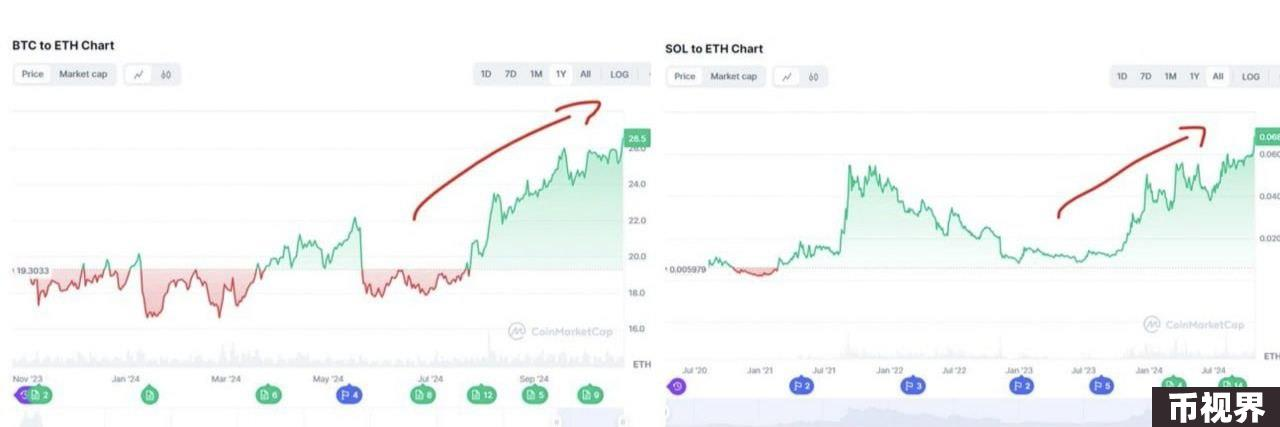 BTC to ETH Chart
Price Market cap
1D 7D 1M 1Y All LOG
26.5
26.0
24.0
22.0
20.0
19.3033
18.0
16.0
CoinMarketCap
ETH
Nov '23 Jan '24 Mar '24 May '24 Jul '24 Sep '24
2 6 4 8 12 5 9
SOL to ETH Chart
Price Market cap
1D 7D 1M 1Y All LOG
0.068
0.060
0.040
0.020
0.005979
CoinMarketCap
ETH
Jul '20 Jan '21 Jul '21 Jan '22 Jul '22 Jan '23 Jul '23 Jan '24 Jul '24
2 3 2 5 4 14
币视界